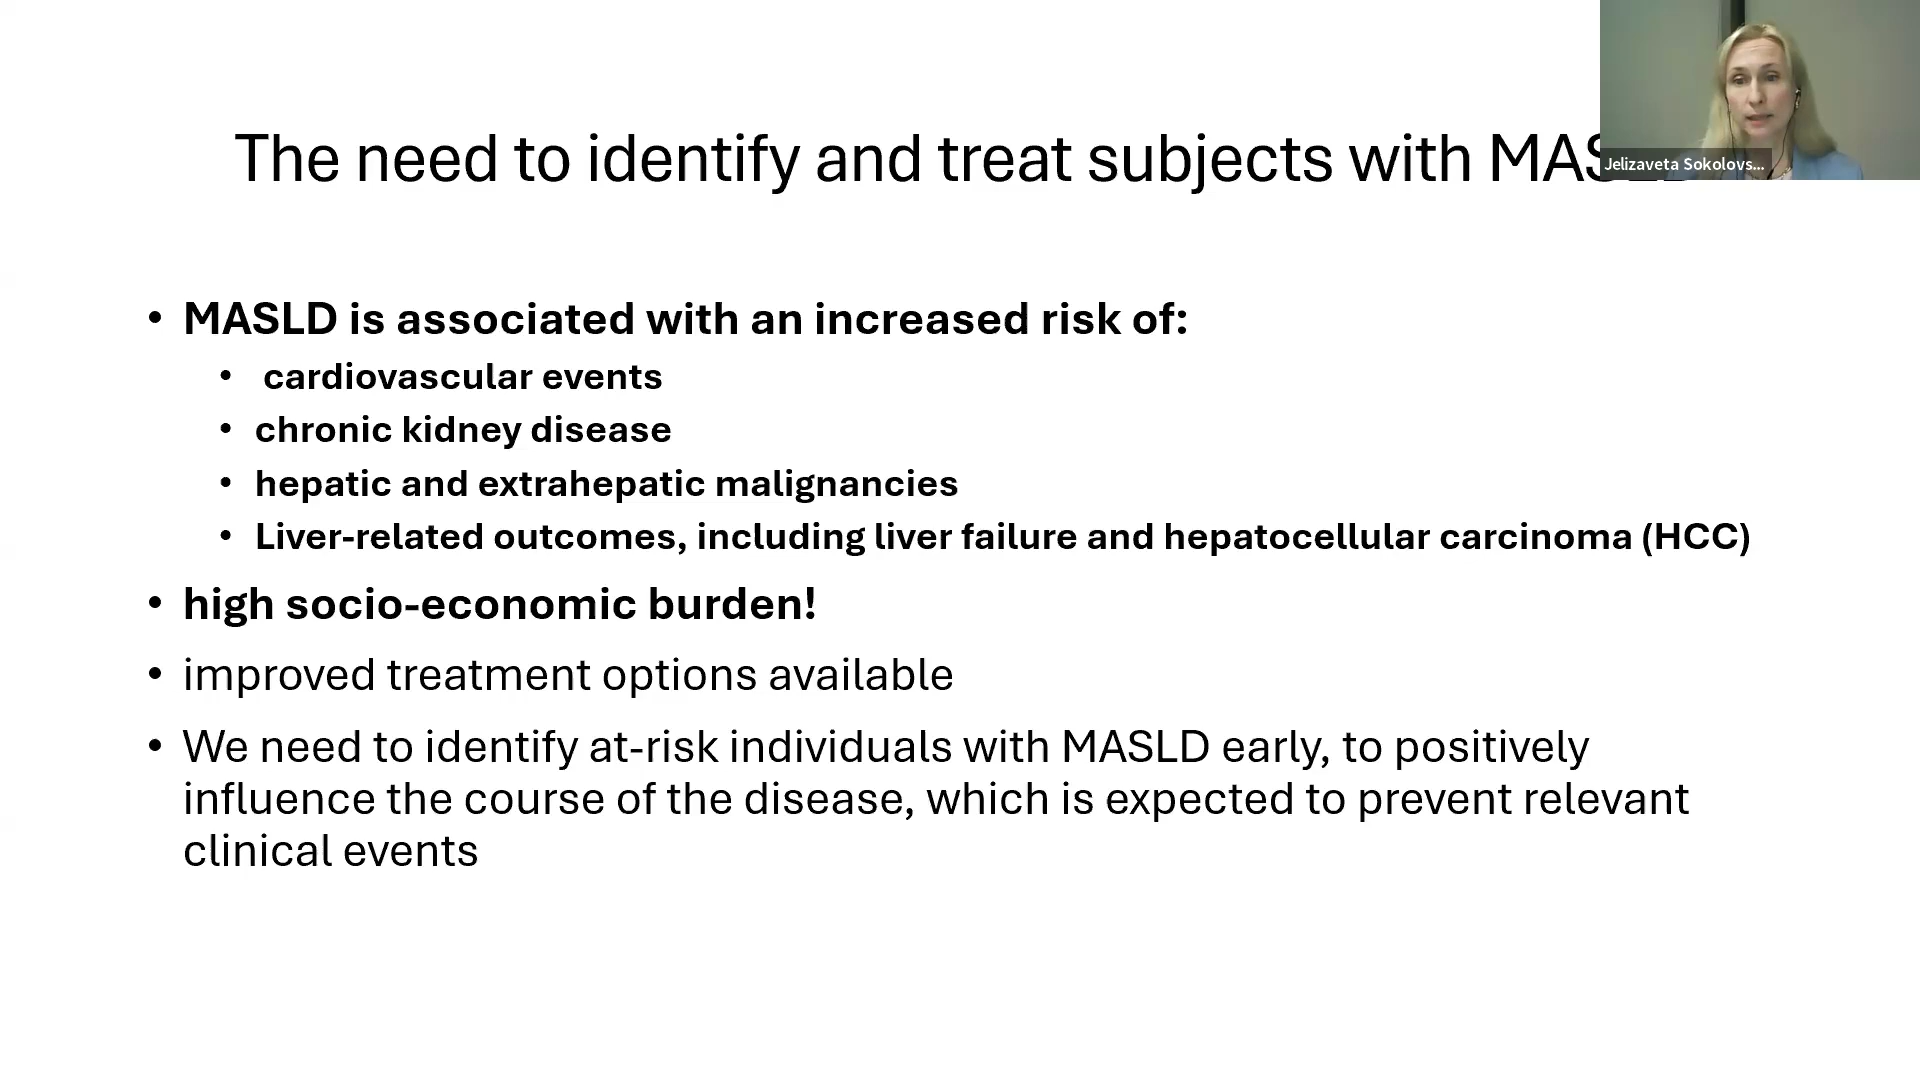 The need to identify and treat subjects with MASLD
Jelizaveta Sokolovs...
• MASLD is associated with an increased risk of:
• cardiovascular events
• chronic kidney disease
• hepatic and extrahepatic malignancies
• Liver-related outcomes, including liver failure and hepatocellular carcinoma (HCC)
• high socio-economic burden!
• improved treatment options available
• We need to identify at-risk individuals with MASLD early, to positively
influence the course of the disease, which is expected to prevent relevant
clinical events